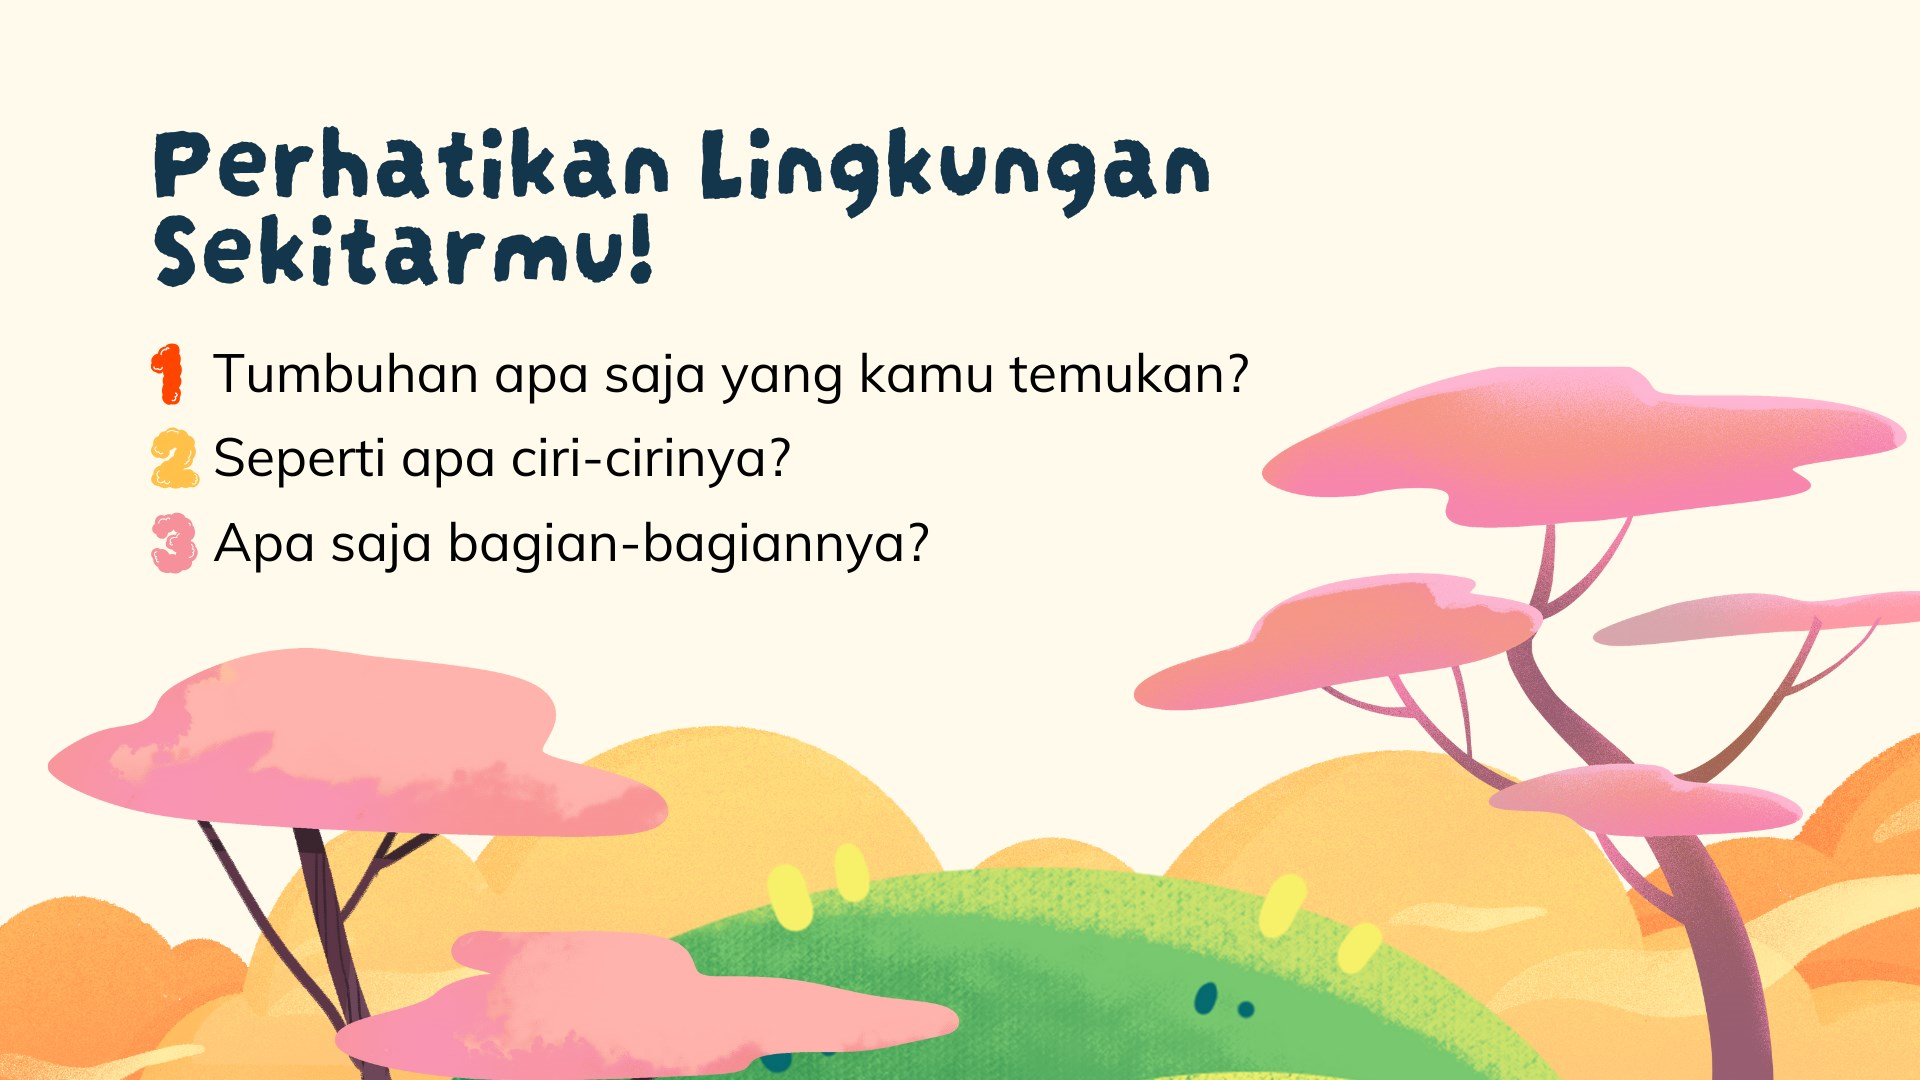 Perhatikan Lingkungan
Sekitarmu!
1 Tumbuhan apa saja yang kamu temukan?
2 Seperti apa ciri-cirinya?
3 Apa saja bagian-bagiannya?